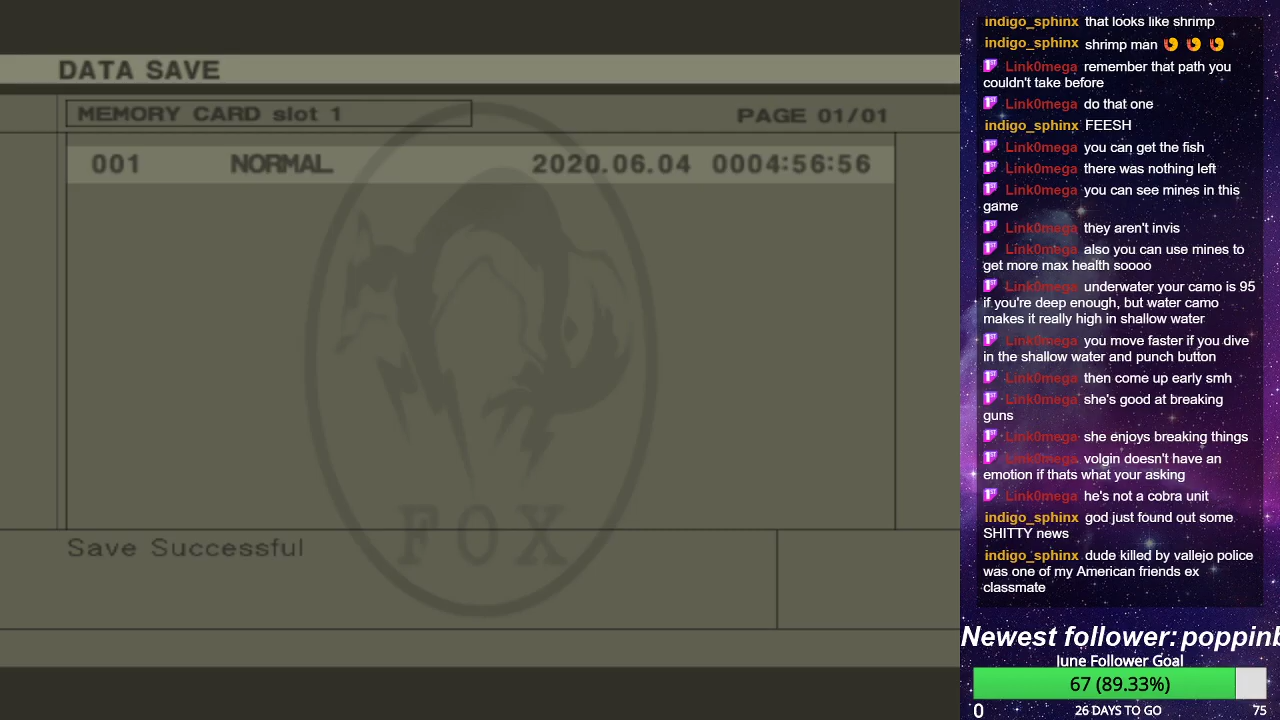 DATA SAVE
MEMORY CARD slot 1
PAGE 01/01
001 NORMAL 2020.06.04 0004:56:56
FOX
Save Successful
indigo_sphinx that looks like shrimp
indigo_sphinx shrimp man
Link0mega remember that path you
couldn't take before
Link0mega do that one
indigo_sphinx FEESH
Link0mega you can get the fish
Link0mega there was nothing left
Link0mega you can see mines in this
game
Link0mega they aren't invis
Link0mega also you can use mines to
get more max health soooo
Link0mega underwater your camo is 95
if you're deep enough, but water camo
makes it really high in shallow water
Link0mega you move faster if you dive
in the shallow water and punch button
Link0mega then come up early smh
Link0mega she's good at breaking
guns
Link0mega she enjoys breaking things
Link0mega volgin doesn't have an
emotion if thats what your asking
Link0mega he's not a cobra unit
indigo_sphinx god just found out some
SHITTY news
indigo_sphinx dude killed by vallejo police
was one of my American friends ex
classmate
Newest follower: poppinb
June Follower Goal
67 (89.33%)
0 26 DAYS TO GO 75